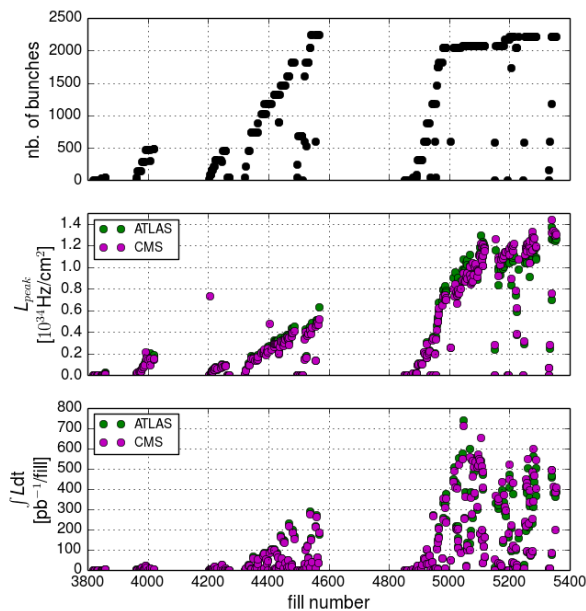 2500
2000
1500
1000
500
0
nb. of bunches
1.4
1.2
1.0
0.8
0.6
0.4
0.2
0.0
L_peak
[10^34 Hz/cm^2]
ATLAS
CMS
800
700
600
500
400
300
200
100
0
∫Ldt
[pb^−1/fill]
ATLAS
CMS
3800 4000 4200 4400 4600 4800 5000 5200 5400
fill number